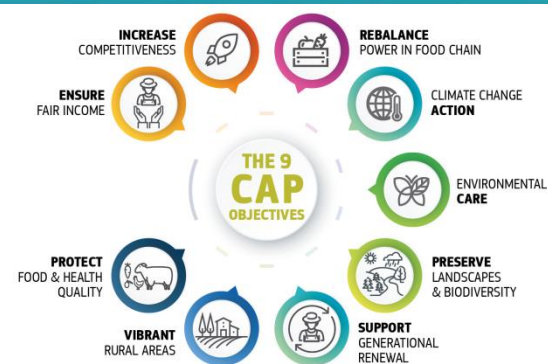 THE 9
CAP
OBJECTIVES
INCREASE
COMPETITIVENESS
REBALANCE
POWER IN FOOD CHAIN
ENSURE
FAIR INCOME
CLIMATE CHANGE
ACTION
ENVIRONMENTAL
CARE
PROTECT
FOOD & HEALTH
QUALITY
PRESERVE
LANDSCAPES
& BIODIVERSITY
VIBRANT
RURAL AREAS
SUPPORT
GENERATIONAL
RENEWAL